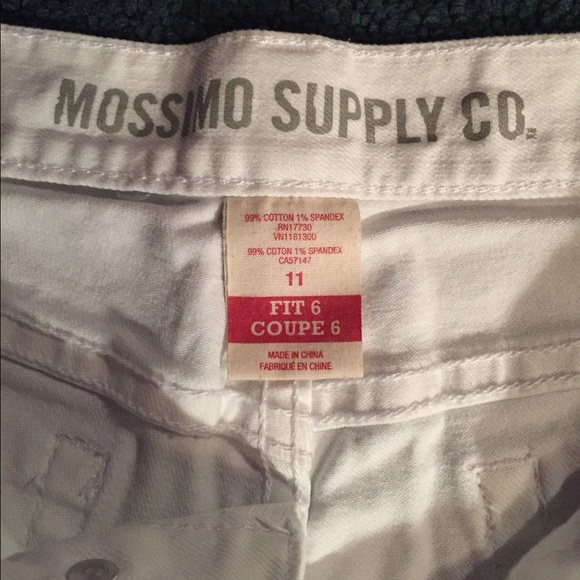 MOSSIMO SUPPLY CO.™
99% COTTON 1% SPANDEX
RN17730
VN1181300
99% COTON 1% SPANDEX
CA57147
11
FIT 6
COUPE 6
MADE IN CHINA
FABRIQUÉ EN CHINE